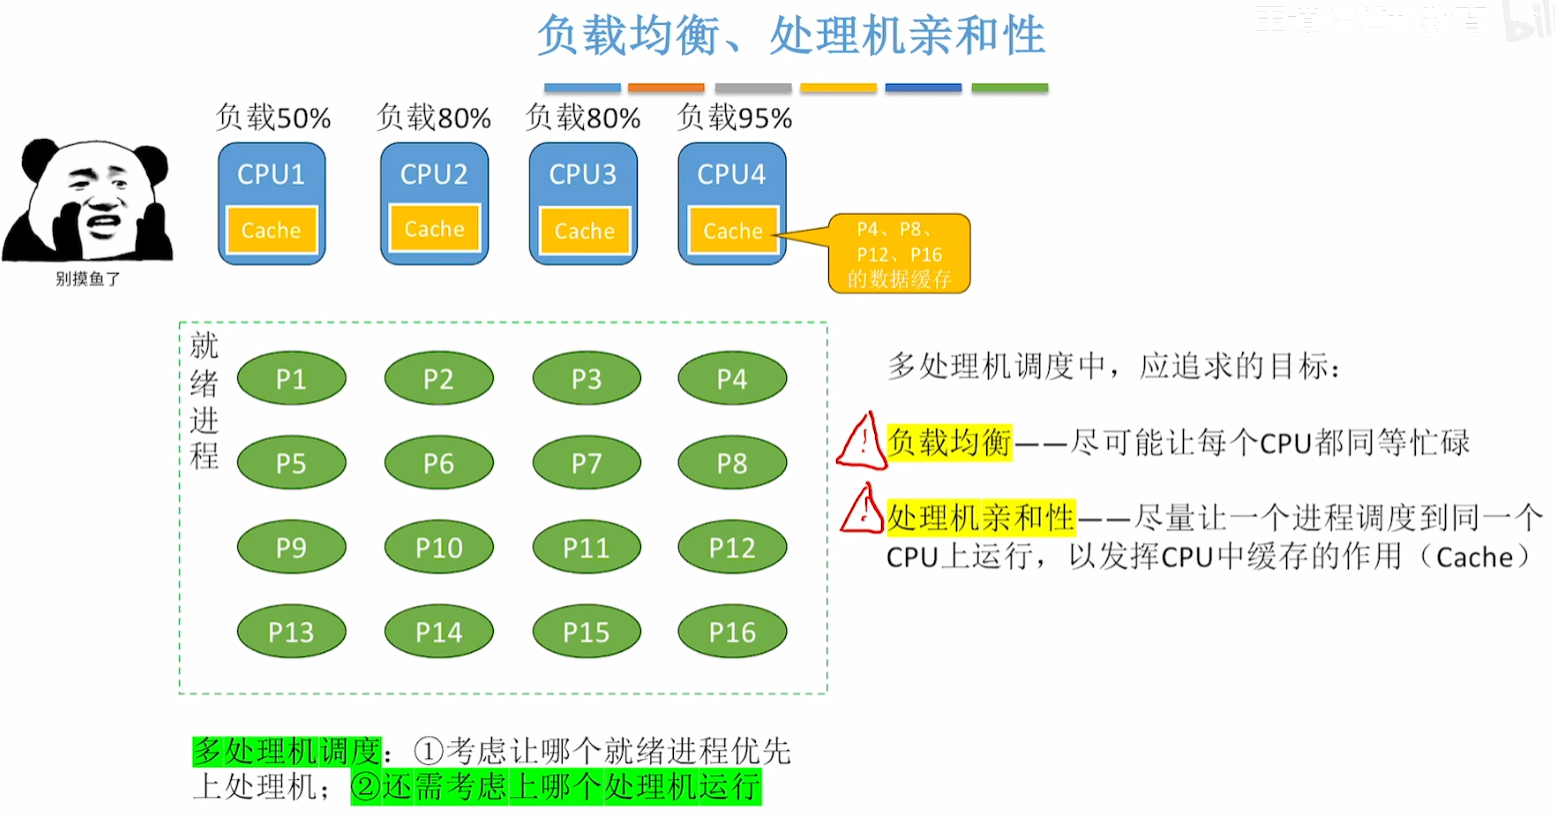 负载均衡、处理机亲和性
负载50%
负载80%
负载80%
负载95%
CPU1
CPU2
CPU3
CPU4
Cache
Cache
Cache
Cache
P4、P8、
P12、P16
的数据缓存
别摸鱼了
就绪进程
P1
P2
P3
P4
P5
P6
P7
P8
P9
P10
P11
P12
P13
P14
P15
P16
多处理机调度中，应追求的目标：
负载均衡——尽可能让每个CPU都同等忙碌
处理机亲和性——尽量让一个进程调度到同一个
CPU上运行，以发挥CPU中缓存的作用（Cache）
多处理机调度：①考虑让哪个就绪进程优先
上处理机；②还需考虑上哪个处理机运行